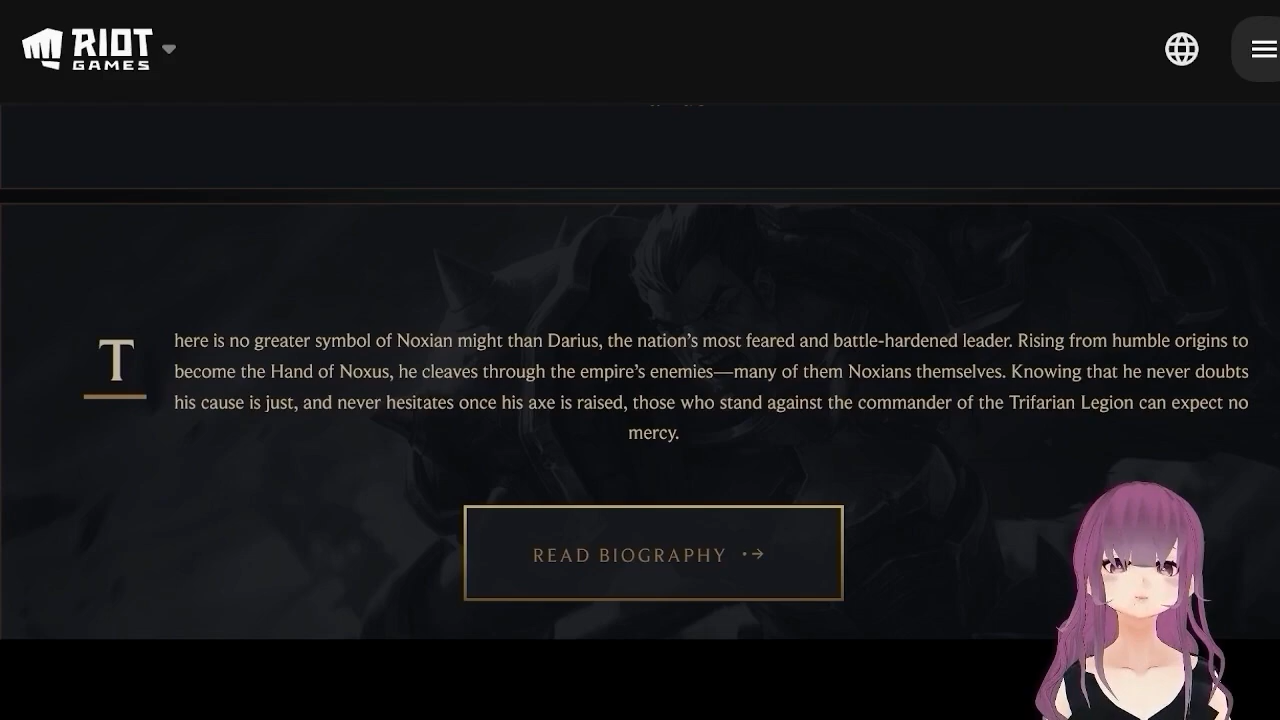 RIOT
GAMES
There is no greater symbol of Noxian might than Darius, the nation’s most feared and battle-hardened leader. Rising from humble origins to
become the Hand of Noxus, he cleaves through the empire’s enemies—many of them Noxians themselves. Knowing that he never doubts
his cause is just, and never hesitates once his axe is raised, those who stand against the commander of the Trifarian Legion can expect no
mercy.
READ BIOGRAPHY